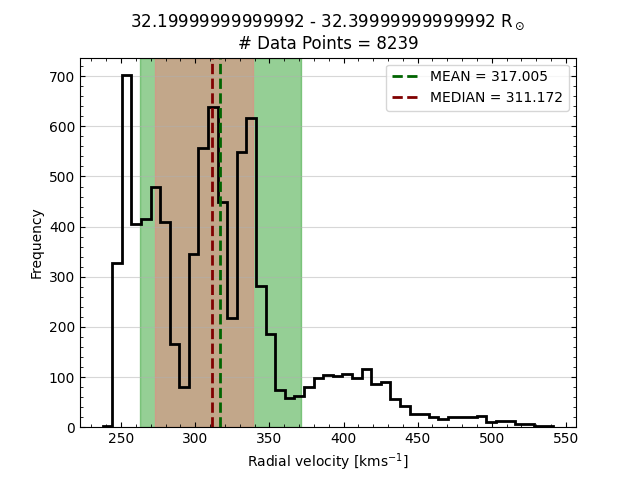 32.19999999999992 - 32.39999999999992 R⊙
# Data Points = 8239
MEAN = 317.005
MEDIAN = 311.172
Frequency
700
600
500
400
300
200
100
0
250 300 350 400 450 500 550
Radial velocity [kms⁻¹]